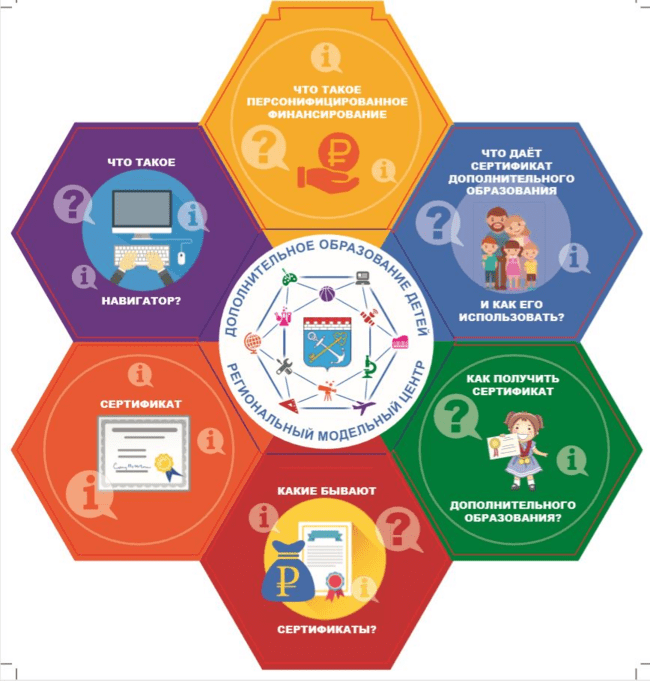 ЧТО ТАКОЕ
ПЕРСОНИФИЦИРОВАННОЕ
ФИНАНСИРОВАНИЕ
ЧТО ТАКОЕ
НАВИГАТОР?
ЧТО ДАЁТ
СЕРТИФИКАТ
ДОПОЛНИТЕЛЬНОГО
ОБРАЗОВАНИЯ
И КАК ЕГО
ИСПОЛЬЗОВАТЬ?
ДОПОЛНИТЕЛЬНОЕ ОБРАЗОВАНИЕ ДЕТЕЙ
РЕГИОНАЛЬНЫЙ МОДЕЛЬНЫЙ ЦЕНТР
СЕРТИФИКАТ
КАК ПОЛУЧИТЬ
СЕРТИФИКАТ
ДОПОЛНИТЕЛЬНОГО
ОБРАЗОВАНИЯ?
КАКИЕ БЫВАЮТ
СЕРТИФИКАТЫ?